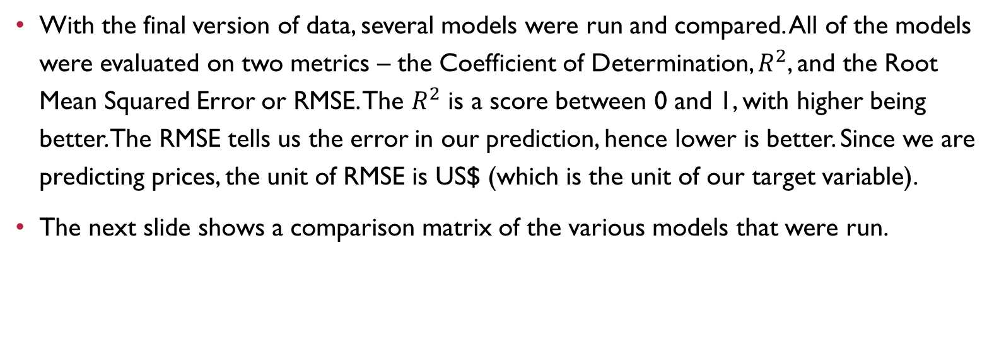 • With the final version of data, several models were run and compared. All of the models
were evaluated on two metrics – the Coefficient of Determination, R², and the Root
Mean Squared Error or RMSE. The R² is a score between 0 and 1, with higher being
better. The RMSE tells us the error in our prediction, hence lower is better. Since we are
predicting prices, the unit of RMSE is US$ (which is the unit of our target variable).
• The next slide shows a comparison matrix of the various models that were run.